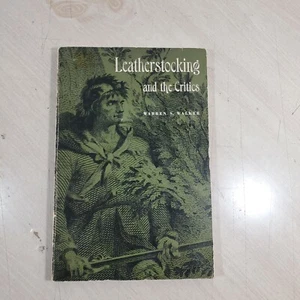 Leatherstocking
and the Critics
WARREN S. WALKER